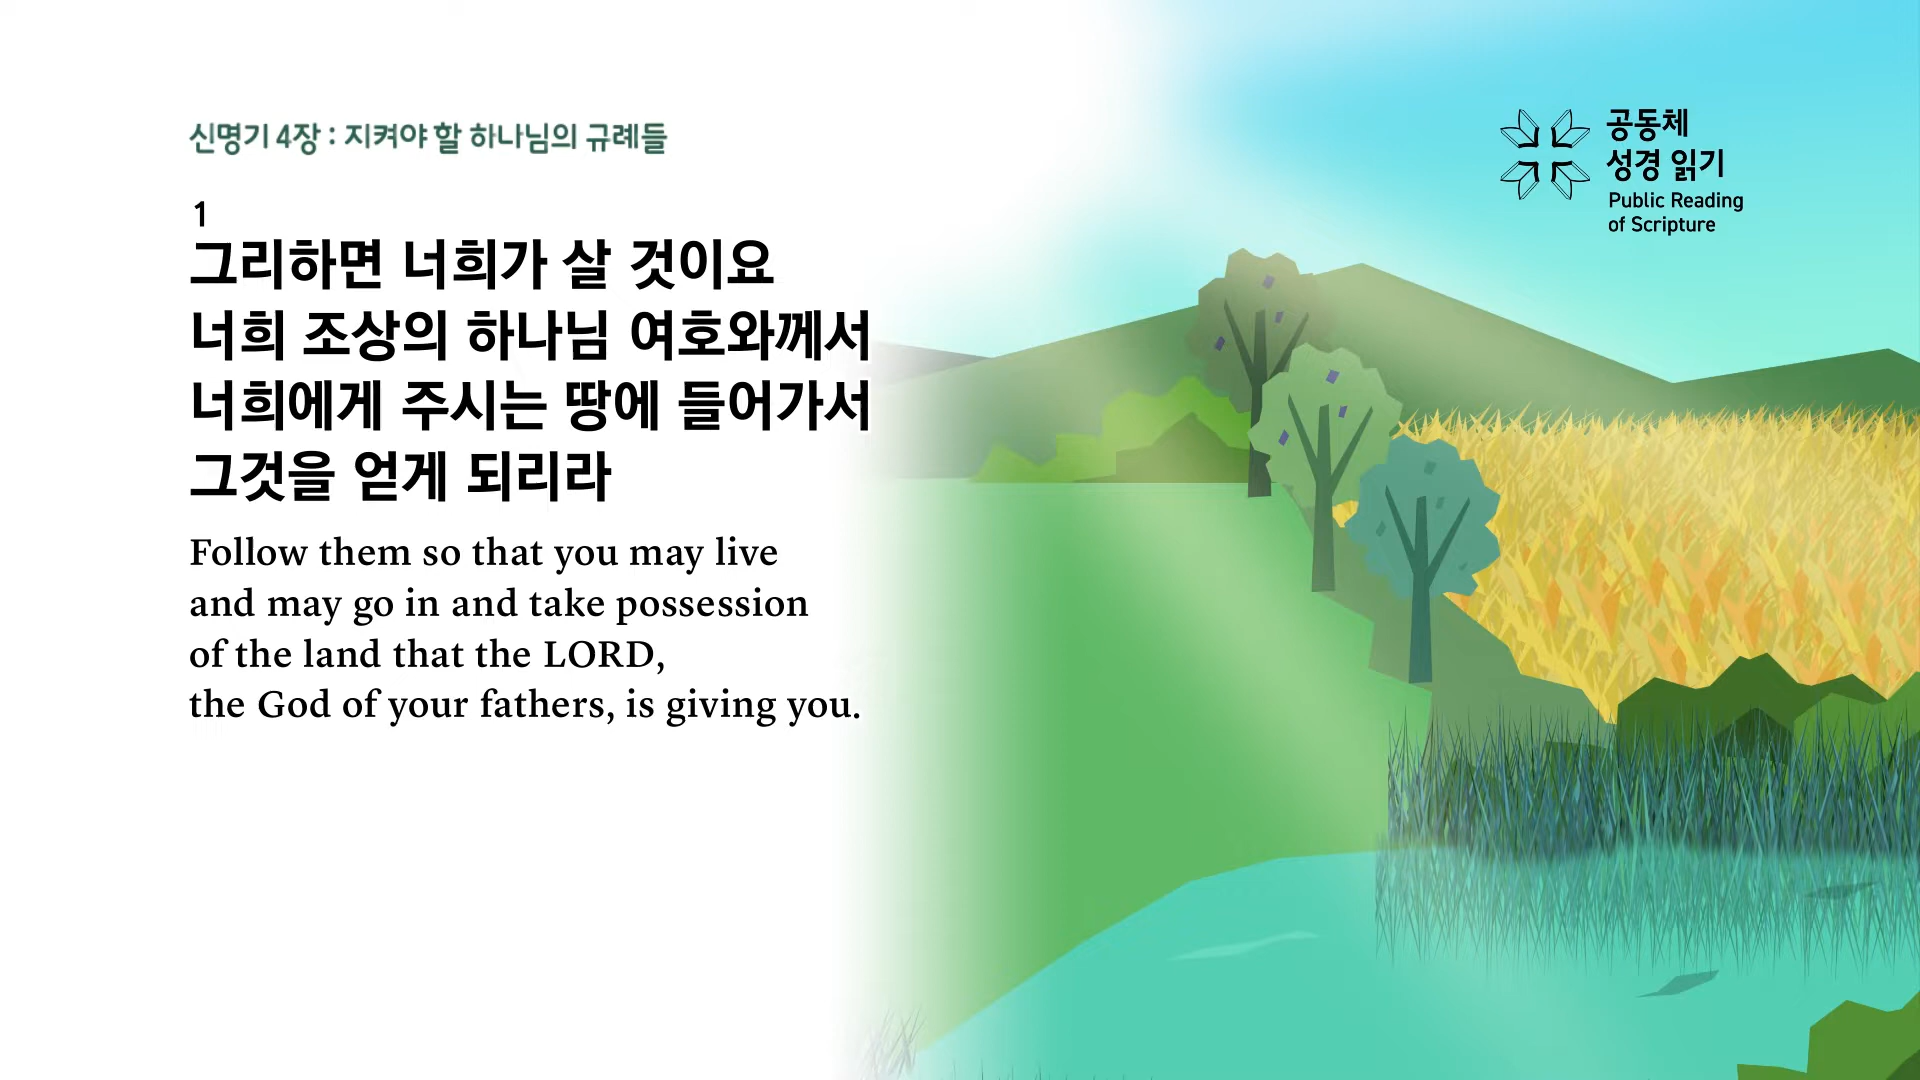 신명기 4장 : 지켜야 할 하나님의 규례들
1
그리하면 너희가 살 것이요
너희 조상의 하나님 여호와께서
너희에게 주시는 땅에 들어가서
그것을 얻게 되리라
Follow them so that you may live
and may go in and take possession
of the land that the LORD,
the God of your fathers, is giving you.
공동체
성경 읽기
Public Reading
of Scripture